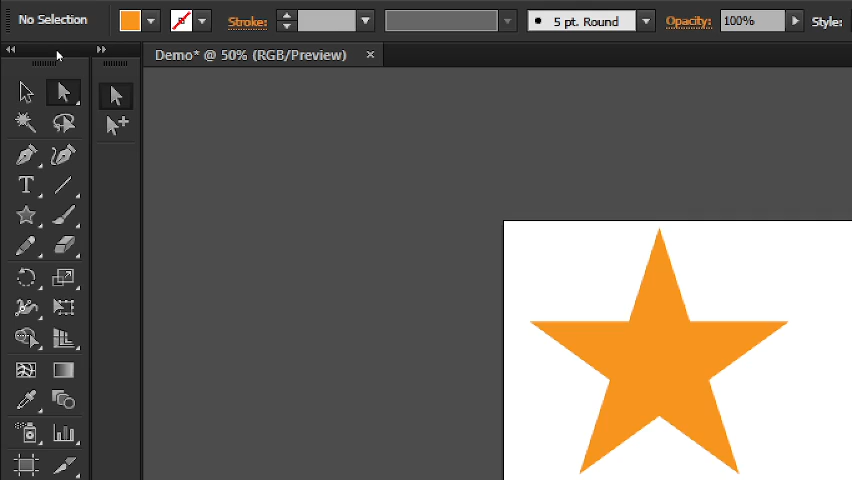 No Selection
Stroke:
5 pt. Round
Opacity:
100%
Style:
Demo* @ 50% (RGB/Preview)